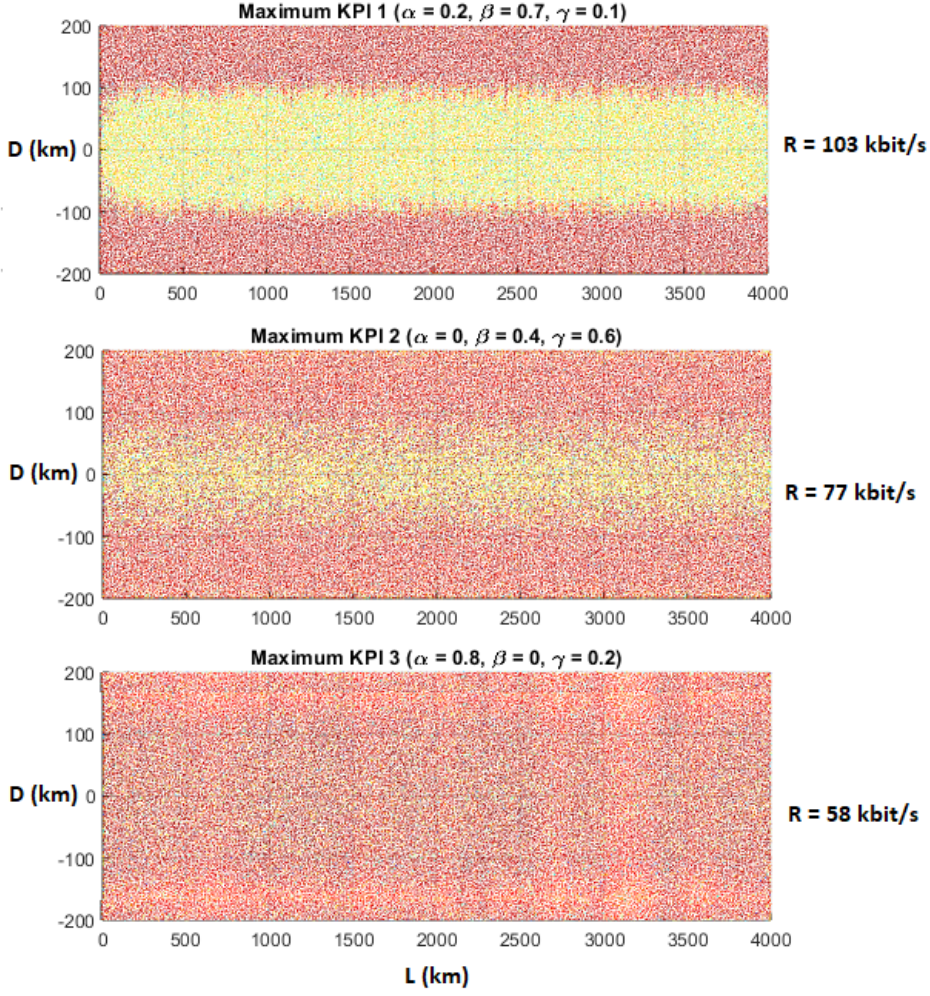 Maximum KPI 1 (α = 0.2, β = 0.7, γ = 0.1)
200
100
D (km) 0
R = 103 kbit/s
-100
-200
0 500 1000 1500 2000 2500 3000 3500 4000
Maximum KPI 2 (α = 0, β = 0.4, γ = 0.6)
200
100
D (km) 0
R = 77 kbit/s
-100
-200
0 500 1000 1500 2000 2500 3000 3500 4000
Maximum KPI 3 (α = 0.8, β = 0, γ = 0.2)
200
100
D (km) 0
R = 58 kbit/s
-100
-200
0 500 1000 1500 2000 2500 3000 3500 4000
L (km)